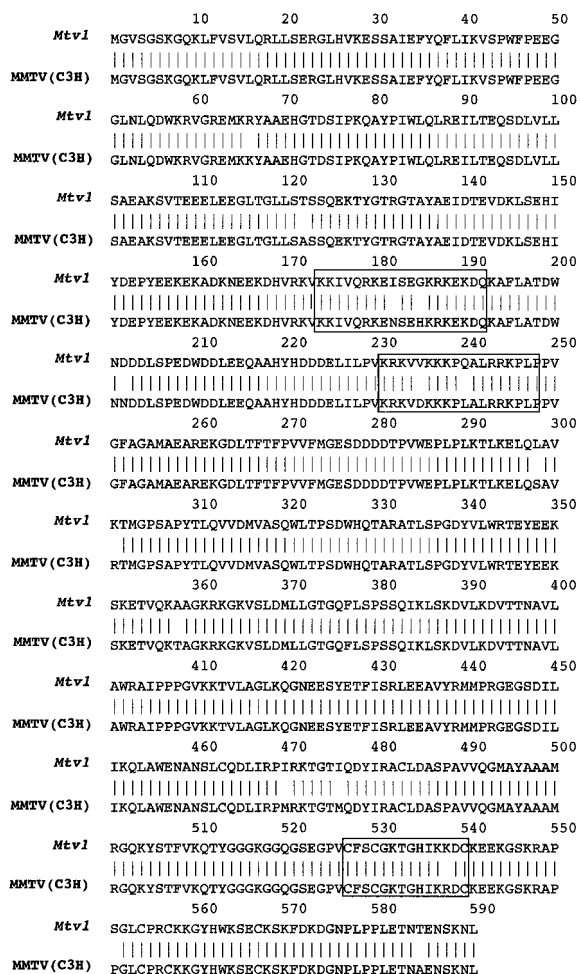 10 20 30 40 50
Mtv1 MGVSGSKGQKLFVSVLQRLLSERGLHVKESSAIEFYQFLIKVSPWFPEEG
MMTV(C3H) MGVSGSKGQKLFVSVLQRLLSERGLHVKESSAIEFYQFLIKVSPWFPEEG
60 70 80 90 100
Mtv1 GLNLQDWKRVGREMKRYAAEHGTDSIPKQAYPIWLQLREILTEQSDLVLL
MMTV(C3H) GLNLQDWKRVGREMKKYAAEHGTDSIPKQAYPIWLQLREILTEQSDLVLL
110 120 130 140 150
Mtv1 SAEAKSVTEEELEEGLTGLLSTSSQEKTYGTRGTAYAEIDTEVDKLSEHI
MMTV(C3H) SAEAKSVTEEELEEGLTGLLSASSQEKTYGTRGTAYAEIDTEVDKLSEHI
160 170 180 190 200
Mtv1 YDEPYEEKEKADKNEEKDHVRKVKKIVQRKEISEGKRKEKDQKAFLATDW
MMTV(C3H) YDEPYEEKEKADKNEEKDHVRKVKKIVQRKENSEHKRKEKDQKAFLATDW
210 220 230 240 250
Mtv1 NDDDLSPEDWDDLEEQAAHYHDDDELILPVKRKVVKKKPQALRRKPLPPV
MMTV(C3H) NNDDLSPEDWDDLEEQAAHYHDDDELILPVKRKVDKKKPLALRRKPLPPV
260 270 280 290 300
Mtv1 GFAGAMAEAREKGDLTFTFPVVFMGESDDDDTPVWEPLPLKTLKELQLAV
MMTV(C3H) GFAGAMAEAREKGDLTFTFPVVFMGESDDDDTPVWEPLPLKTLKELQSAV
310 320 330 340 350
Mtv1 KTMGPSAPYTLQVVDMVASQWLTPSDWHQTARATLSPGDYVLWRTEYEEK
MMTV(C3H) RTMGPSAPYTLQVVDMVASQWLTPSDWHQTARATLSPGDYVLWRTEYEEK
360 370 380 390 400
Mtv1 SKETVQKAAGKRKGKVSLDMLLGTGQFLSPSSQIKLSKDVLKDVTTNAVL
MMTV(C3H) SKETVQKTAGKRKGKVSLDMLLGTGQFLSPSSQIKLSKDVLKDVTTNAVL
410 420 430 440 450
Mtv1 AWRAIPPPGVKKTVLAGLKQGNEESYETFISRLEEAVYRMMPRGEGSDIL
MMTV(C3H) AWRAIPPPGVKKTVLAGLKQGNEESYETFISRLEEAVYRMMPRGEGSDIL
460 470 480 490 500
Mtv1 IKQLAWENANSLCQDLIRPIRKTGTIQDYIRACLDASPAVVQGMAYAAAM
MMTV(C3H) IKQLAWENANSLCQDLIRPMRKTGTMQDYIRACLDASPAVVQGMAYAAAM
510 520 530 540 550
Mtv1 RGQKYSTFVKQTYGGGKGGQGSEGPVCFSCGKTGHIKKDCKEEKGSKRAP
MMTV(C3H) RGQKYSTFVKQTYGGGKGGQGSEGPVCFSCGKTGHIKRDCKEEKGSKRAP
560 570 580 590
Mtv1 SGLCPRCKKGYHWKSECKSKFDKDGNPLPPLETNTENSKNL
MMTV(C3H) PGLCPRCKKGYHWKSECKSKFDKDGNPLPPLETNAENSKNL